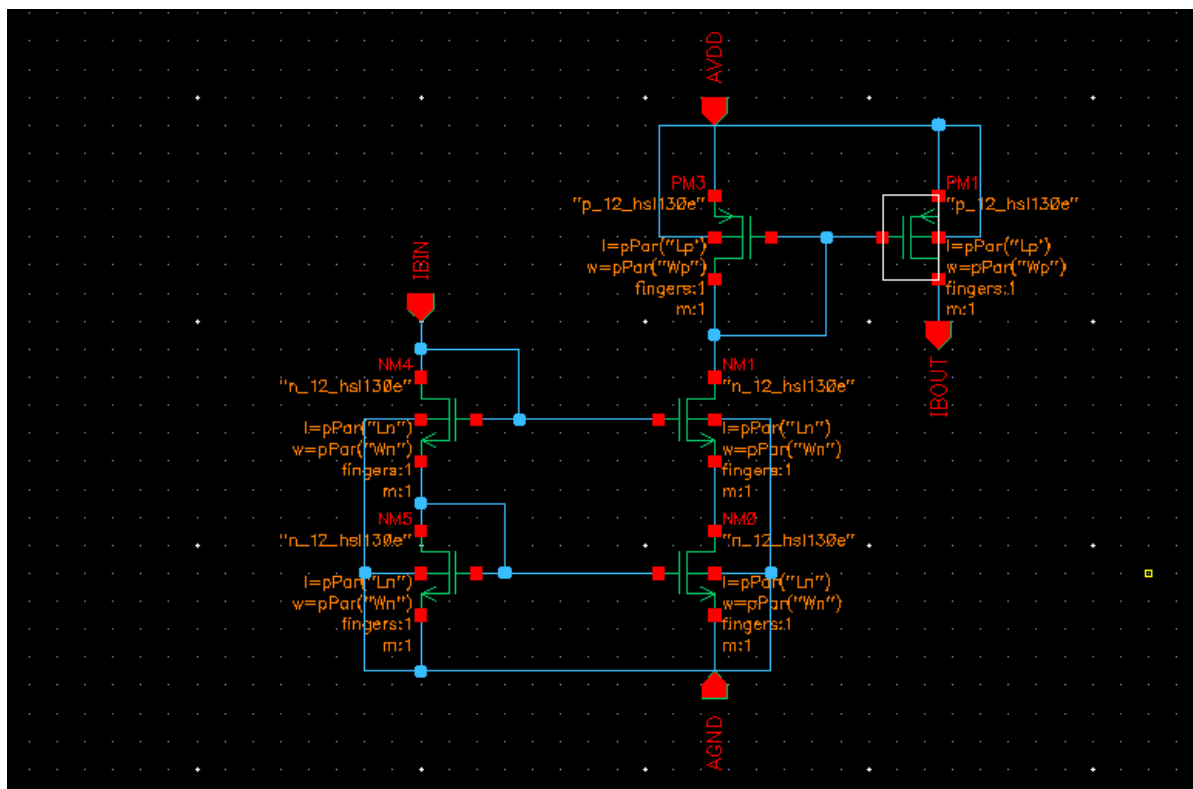 AVDD
PM3
"p_12_hsl130e"
l=pPar("Lp")
w=pPar("Wp")
fingers:1
m:1
PM1
"p_12_hsl130e"
l=pPar("Lp")
w=pPar("Wp")
fingers:1
m:1
IBIN
IBOUT
NM4
"n_12_hsl130e"
l=pPar("Ln")
w=pPar("Wn")
fingers:1
m:1
NM1
"n_12_hsl130e"
l=pPar("Ln")
w=pPar("Wn")
fingers:1
m:1
NM5
"n_12_hsl130e"
l=pPar("Ln")
w=pPar("Wn")
fingers:1
m:1
NM0
"n_12_hsl130e"
l=pPar("Ln")
w=pPar("Wn")
fingers:1
m:1
AGND